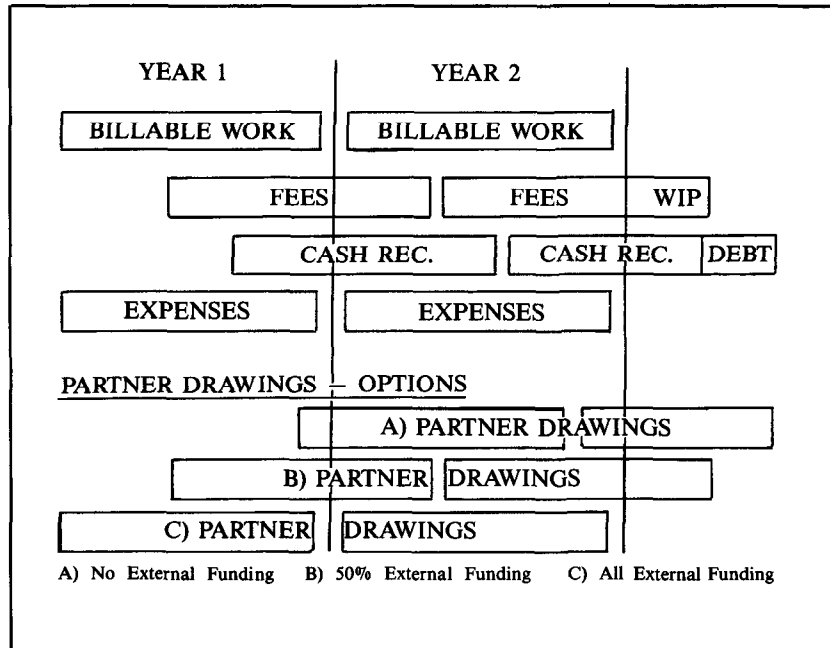 YEAR 1 YEAR 2
BILLABLE WORK BILLABLE WORK
FEES FEES WIP
CASH REC. CASH REC. DEBT
EXPENSES EXPENSES
PARTNER DRAWINGS – OPTIONS
A) PARTNER DRAWINGS
B) PARTNER DRAWINGS
C) PARTNER DRAWINGS
A) No External Funding B) 50% External Funding C) All External Funding